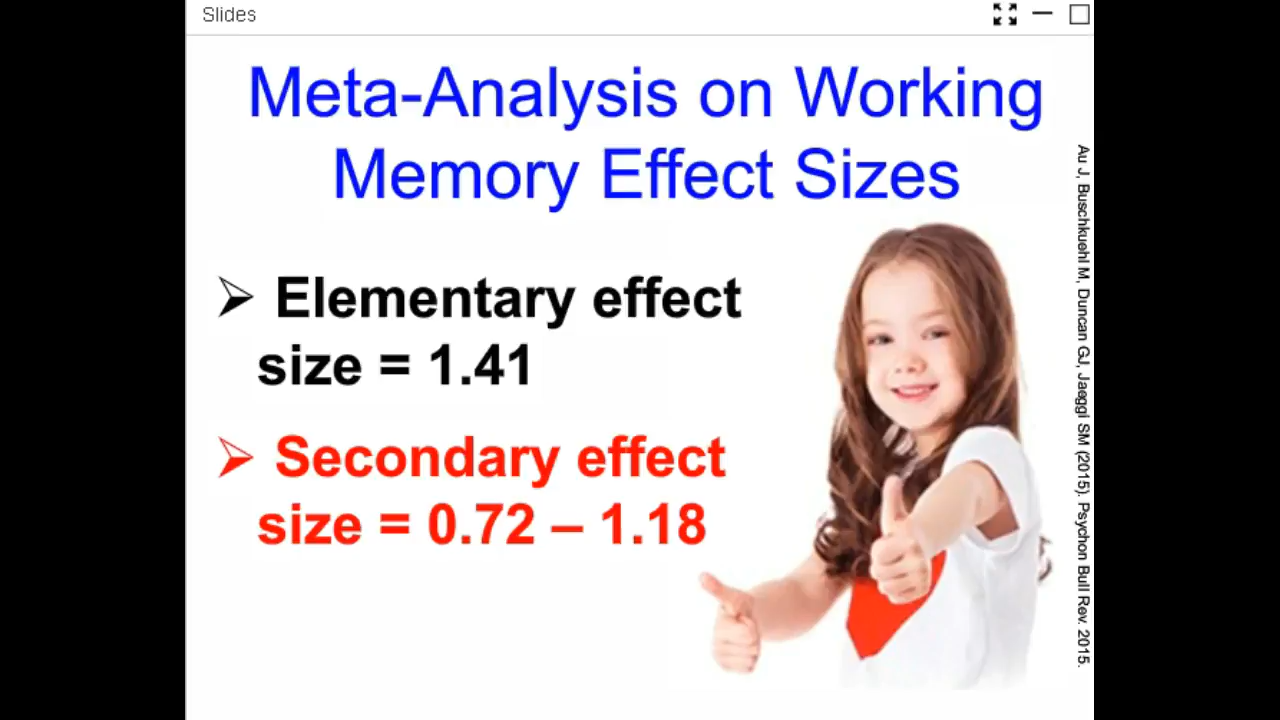 Slides
Meta-Analysis on Working
Memory Effect Sizes
➢ Elementary effect
size = 1.41
➢ Secondary effect
size = 0.72 – 1.18
Au J, Buschkuehl M, Duncan GJ, Jaeggi SM (2015). Psychon Bull Rev. 2015.